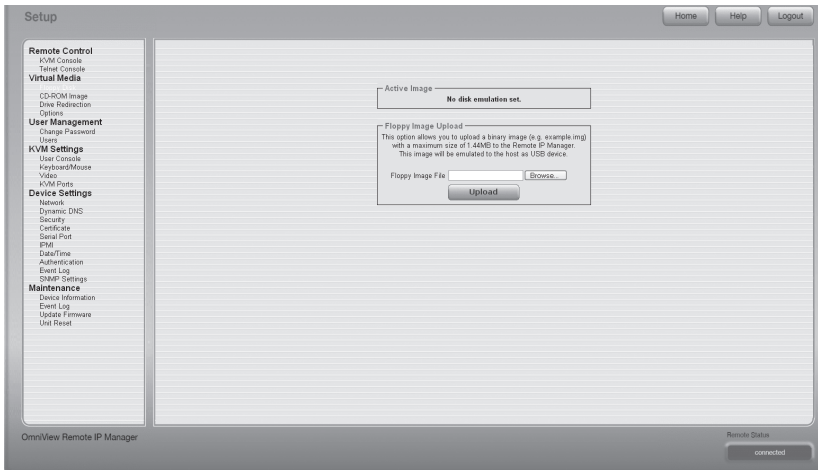 Setup
Home
Help
Logout
Remote Control
KVM Console
Telnet Console
Virtual Media
CD-ROM Image
Drive Redirection
Options
User Management
Change Password
Users
KVM Settings
User Console
Keyboard/Mouse
Video
KVM Ports
Device Settings
Network
Dynamic DNS
Security
Certificate
Serial Port
IPMI
Date/Time
Authentication
Event Log
SNMP Settings
Maintenance
Device Information
Event Log
Update Firmware
Unit Reset
Active Image
No disk emulation set.
Floppy Image Upload
This option allows you to upload a binary image (e.g. example.img)
with a maximum size of 1.44MB to the Remote IP Manager.
This image will be emulated to the host as USB device.
Floppy Image File
Browse...
Upload
OmniView Remote IP Manager
Remote Status
connected